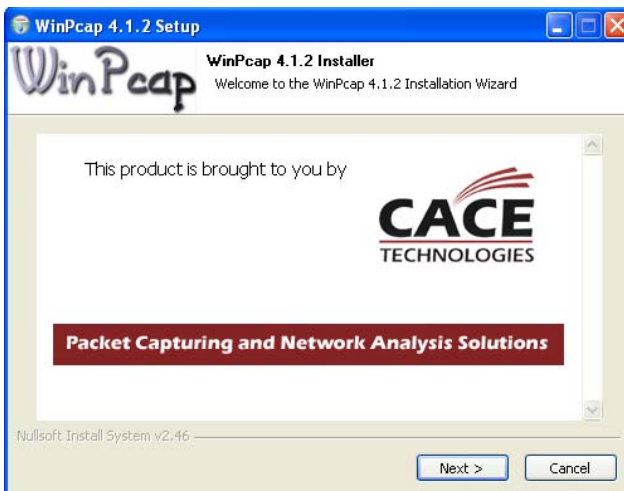 WinPcap 4.1.2 Setup
WinPcap
WinPcap 4.1.2 Installer
Welcome to the WinPcap 4.1.2 Installation Wizard
This product is brought to you by
CACE
TECHNOLOGIES
Packet Capturing and Network Analysis Solutions
Nullsoft Install System v2.46
Next >
Cancel